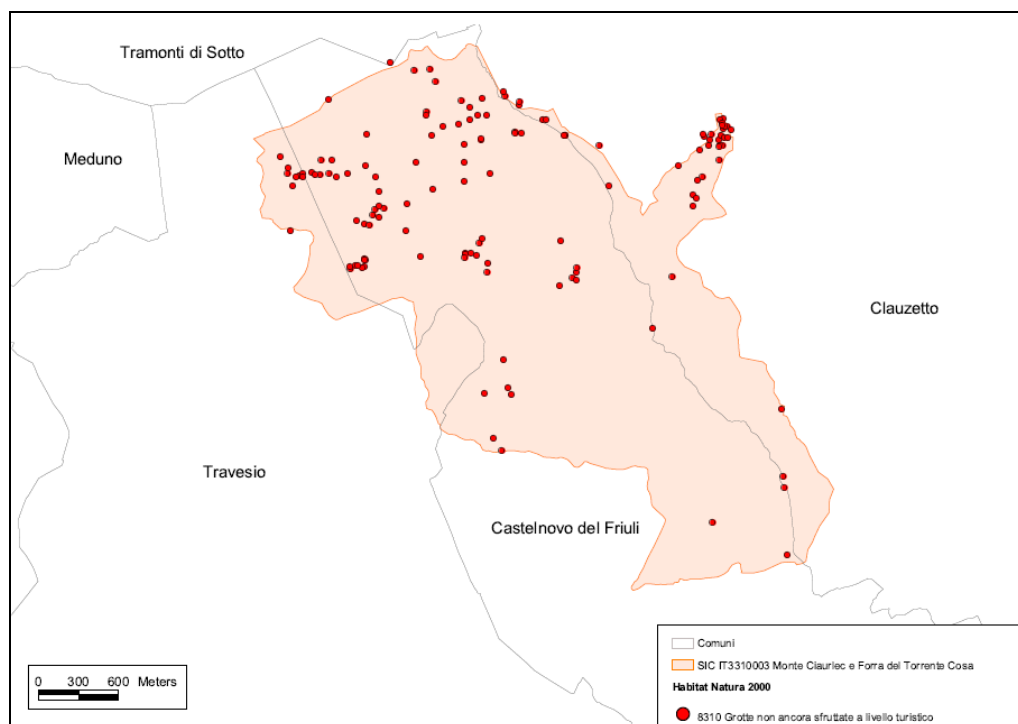 Tramonti di Sotto
Meduno
Clauzetto
Travesio
Castelnovo del Friuli
0 300 600 Meters
Comuni
SIC IT3310003 Monte Ciaurlec e Forra del Torrente Cosa
Habitat Natura 2000
8310 Grotte non ancora sfruttate a livello turistico